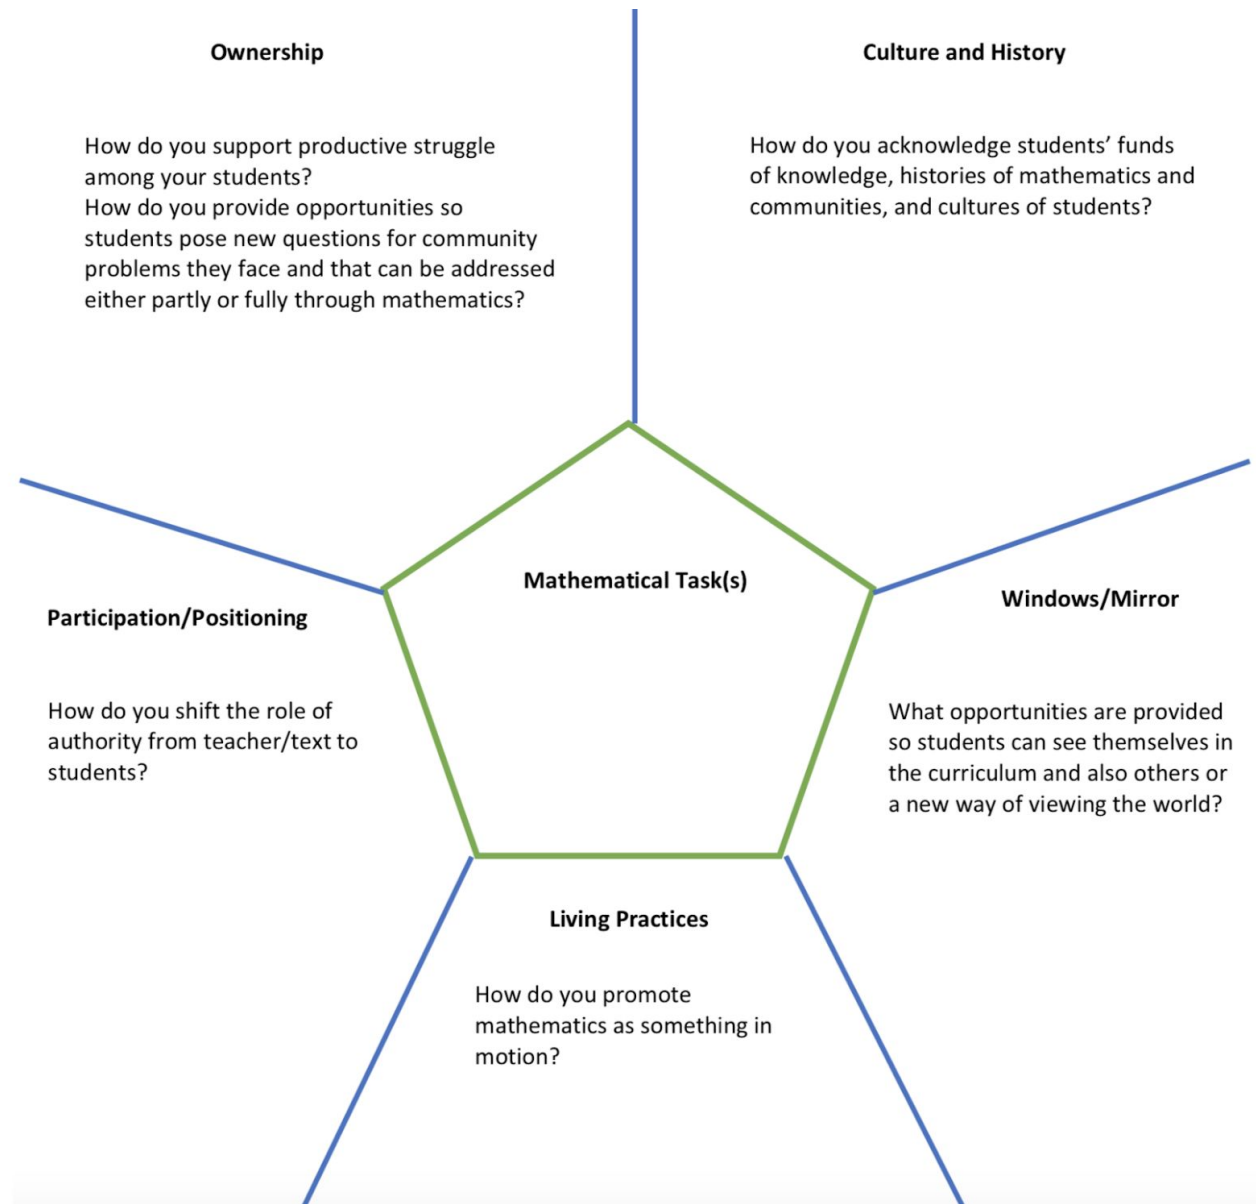 Ownership
How do you support productive struggle
among your students?
How do you provide opportunities so
students pose new questions for community
problems they face and that can be addressed
either partly or fully through mathematics?
Culture and History
How do you acknowledge students’ funds
of knowledge, histories of mathematics and
communities, and cultures of students?
Mathematical Task(s)
Participation/Positioning
How do you shift the role of
authority from teacher/text to
students?
Windows/Mirror
What opportunities are provided
so students can see themselves in
the curriculum and also others or
a new way of viewing the world?
Living Practices
How do you promote
mathematics as something in
motion?